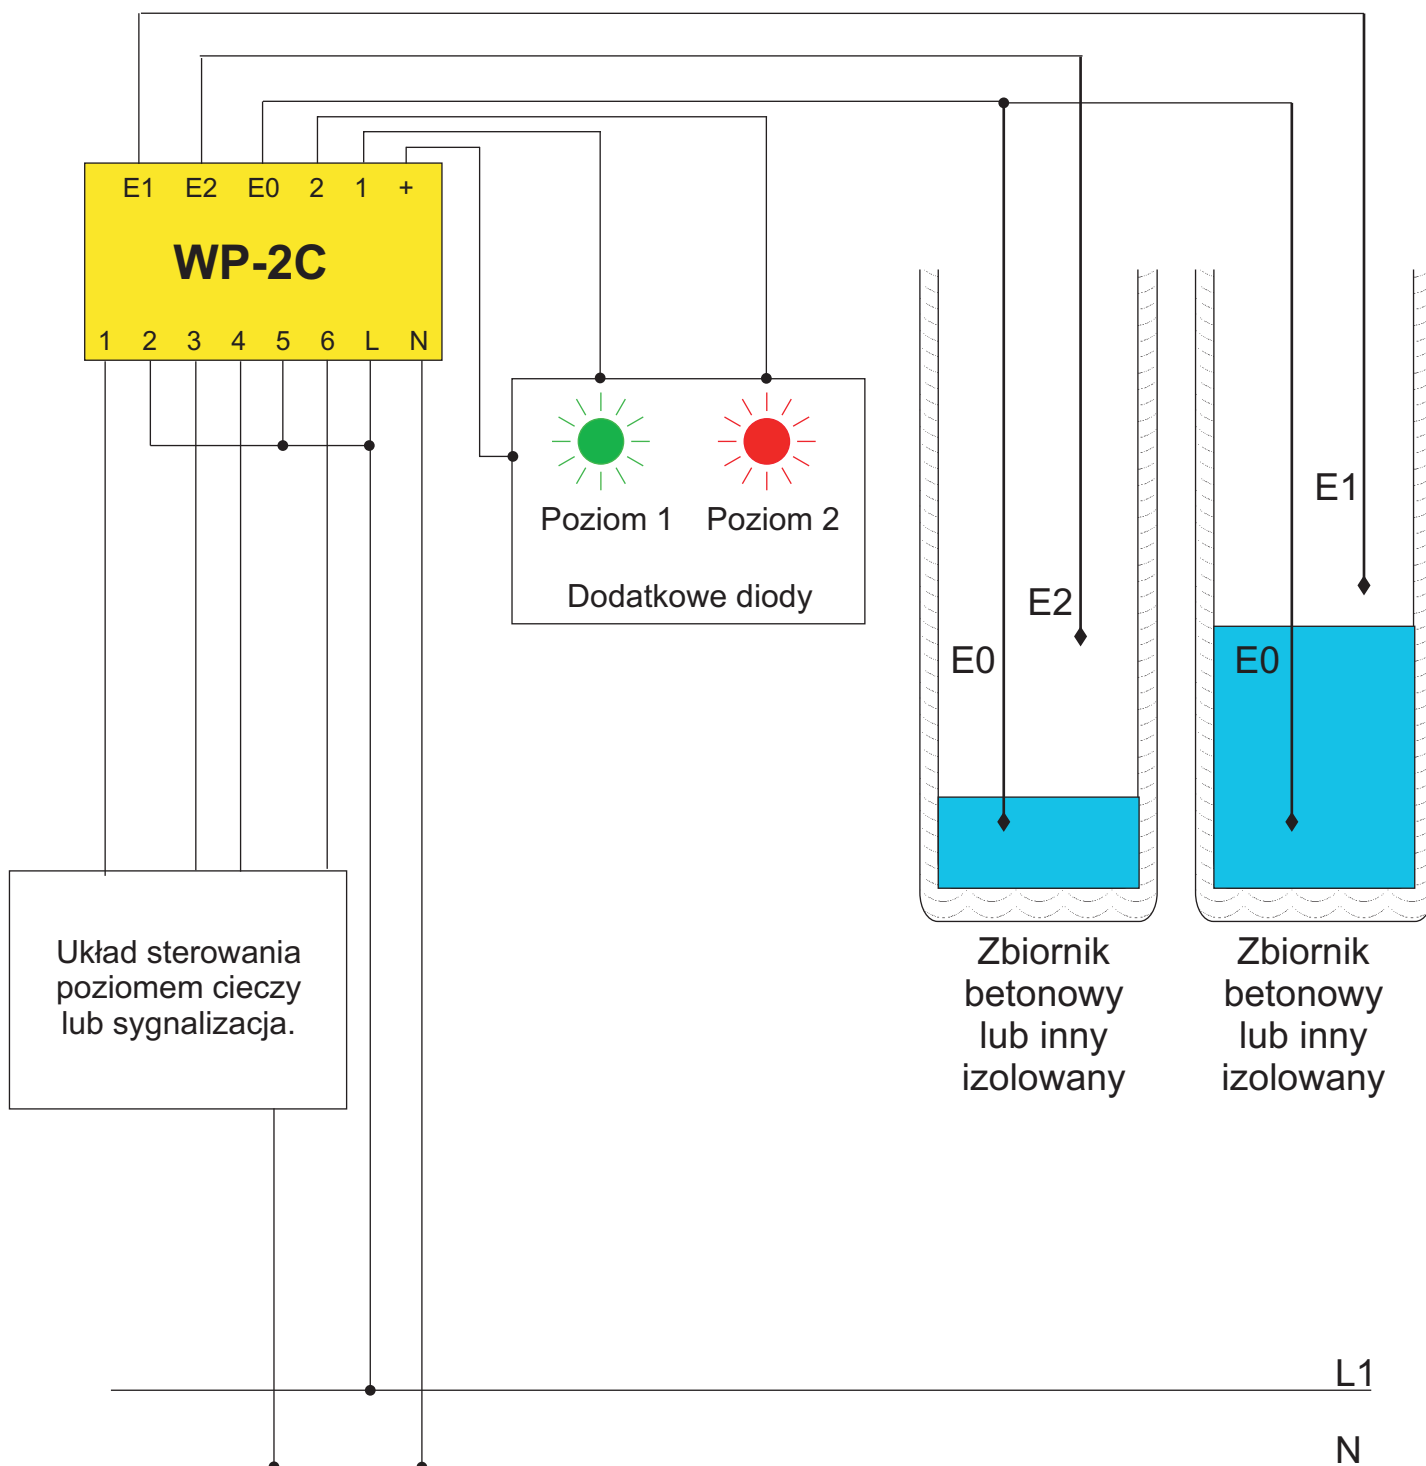 E1 E2 E0 2 1 +
WP-2C
1 2 3 4 5 6 L N
Poziom 1 Poziom 2
Dodatkowe diody
E1
E2
E0
E0
Układ sterowania
poziomem cieczy
lub sygnalizacja.
Zbiornik
betonowy
lub inny
izolowany
Zbiornik
betonowy
lub inny
izolowany
L1
N